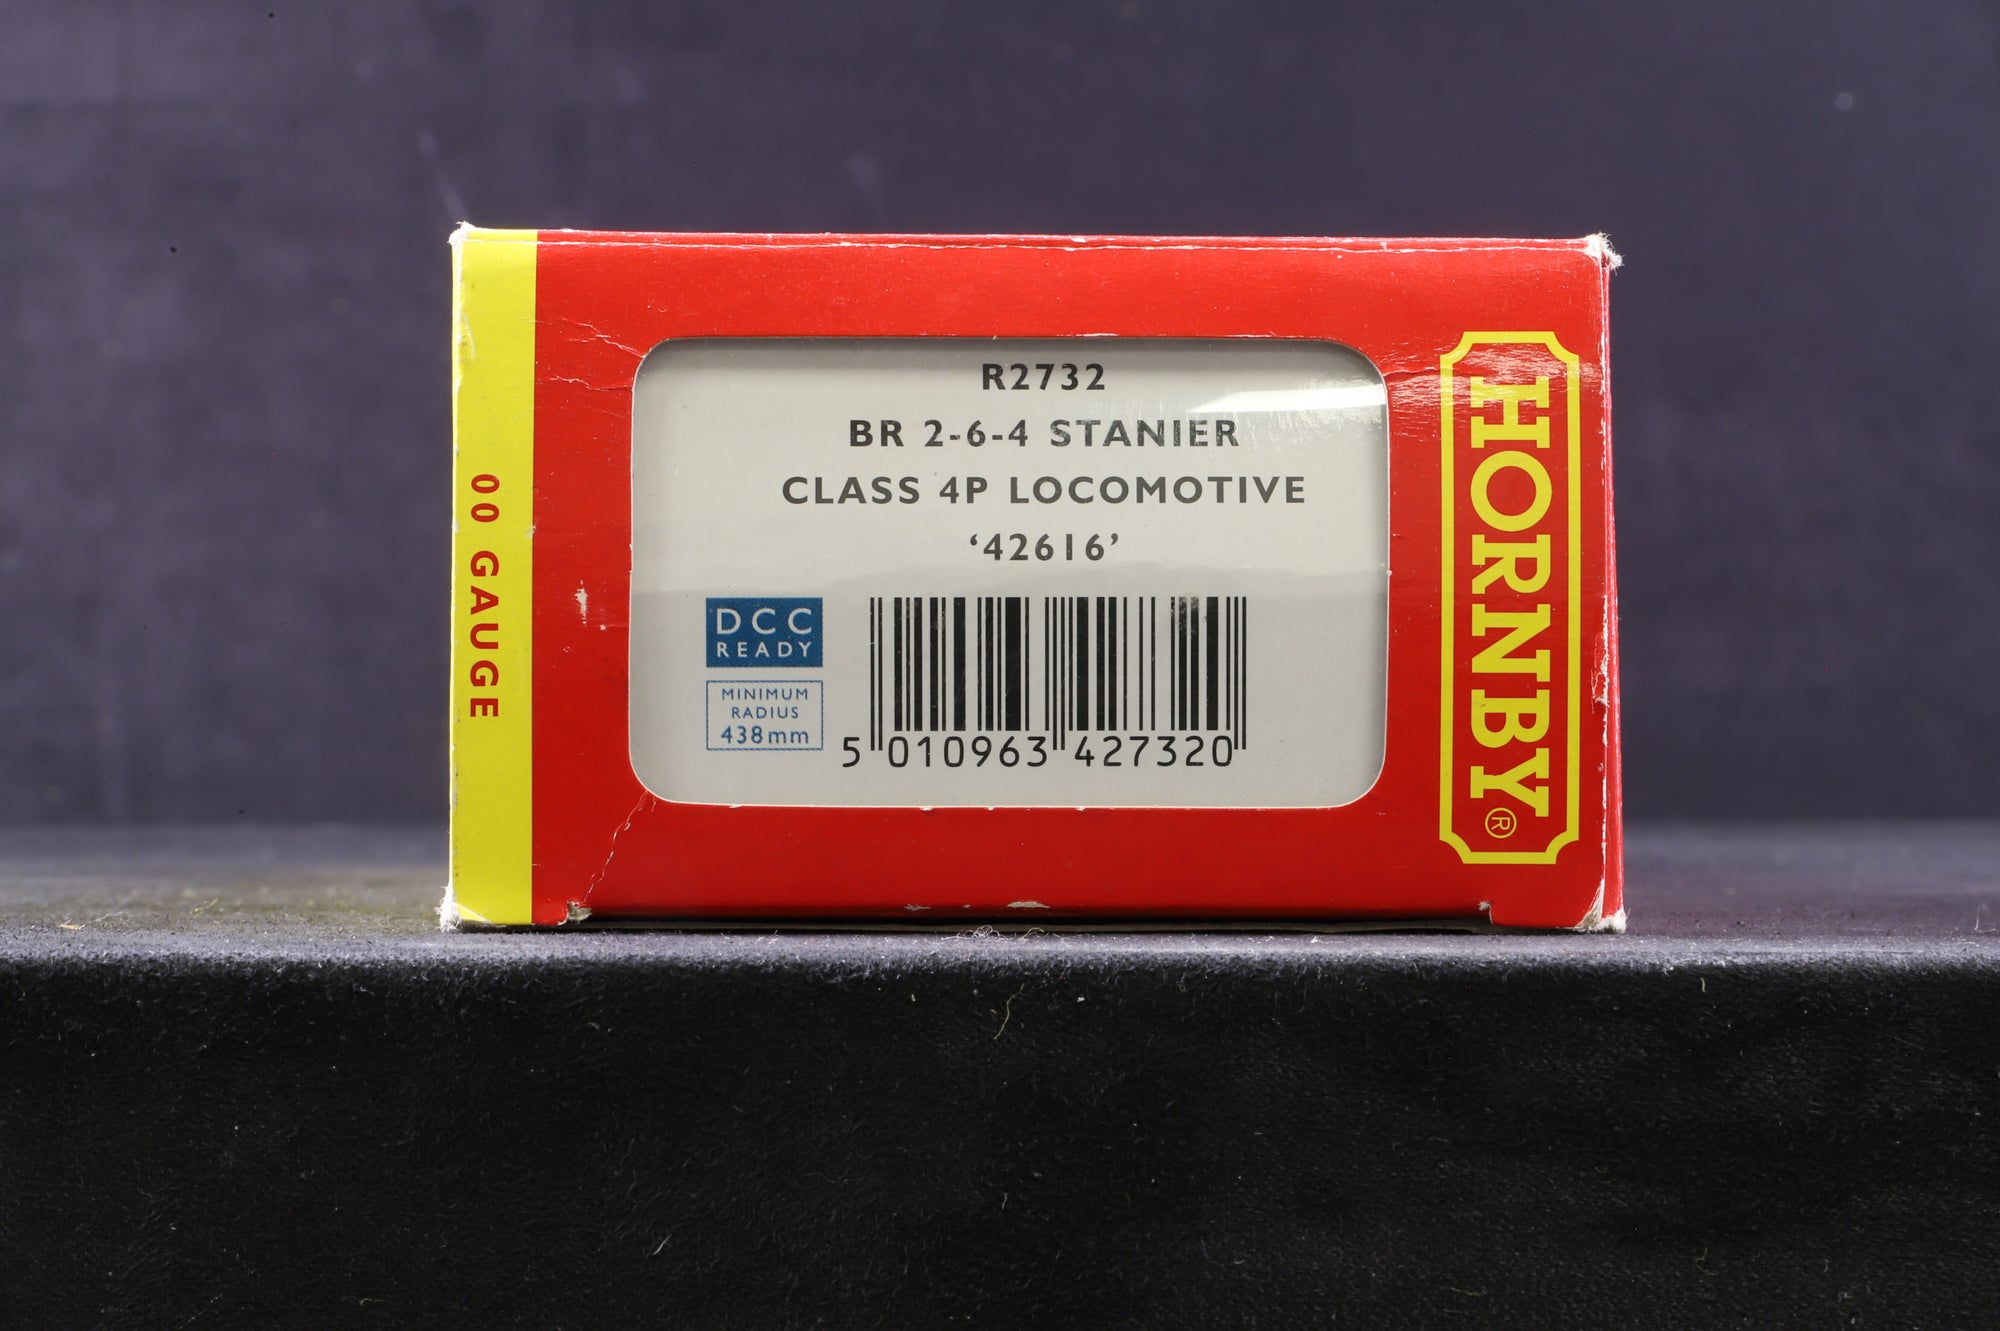 00 GAUGE
R2732
BR 2-6-4 STANIER
CLASS 4P LOCOMOTIVE
‘42616’
DCC
READY
MINIMUM
RADIUS
438mm
5 010963 427320
HORNBY®